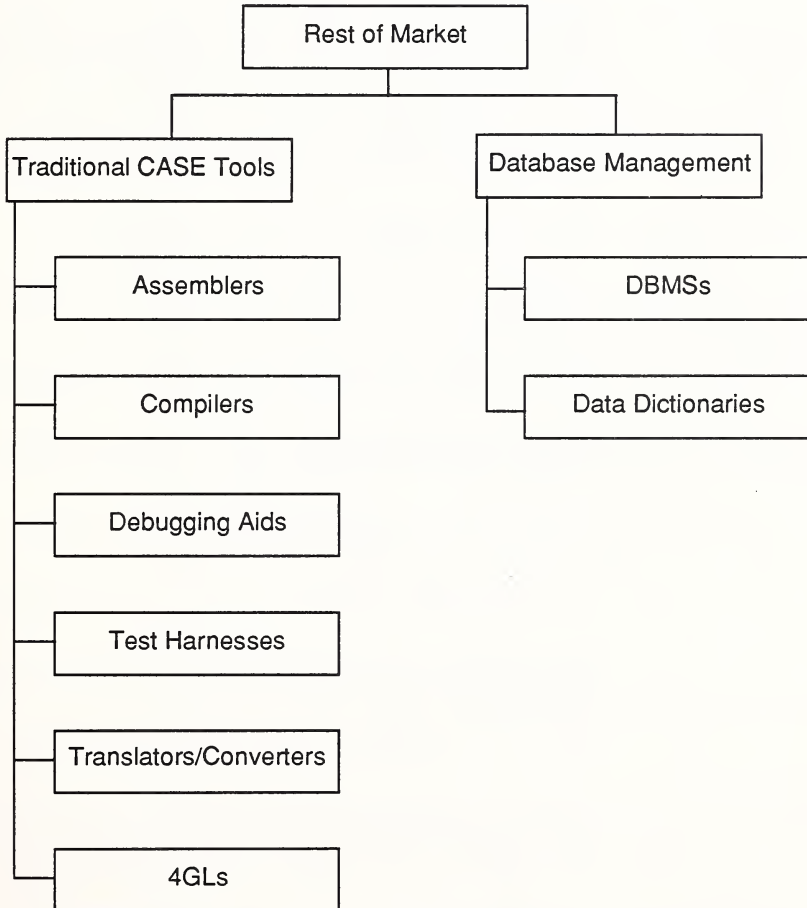 Rest of Market
Traditional CASE Tools
Assemblers
Compilers
Debugging Aids
Test Harnesses
Translators/Converters
4GLs
Database Management
DBMSs
Data Dictionaries